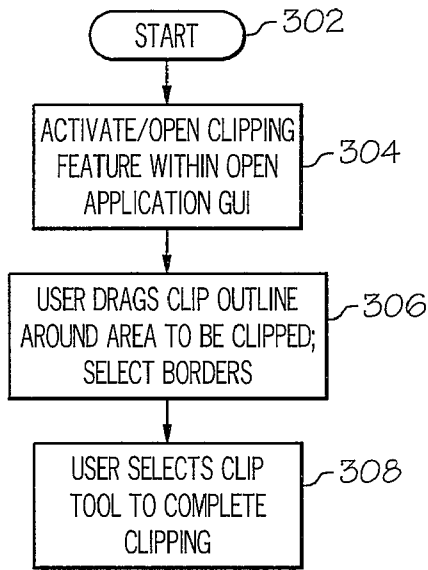 START
302
ACTIVATE/OPEN CLIPPING
FEATURE WITHIN OPEN
APPLICATION GUI
304
USER DRAGS CLIP OUTLINE
AROUND AREA TO BE CLIPPED;
SELECT BORDERS
306
USER SELECTS CLIP
TOOL TO COMPLETE
CLIPPING
308